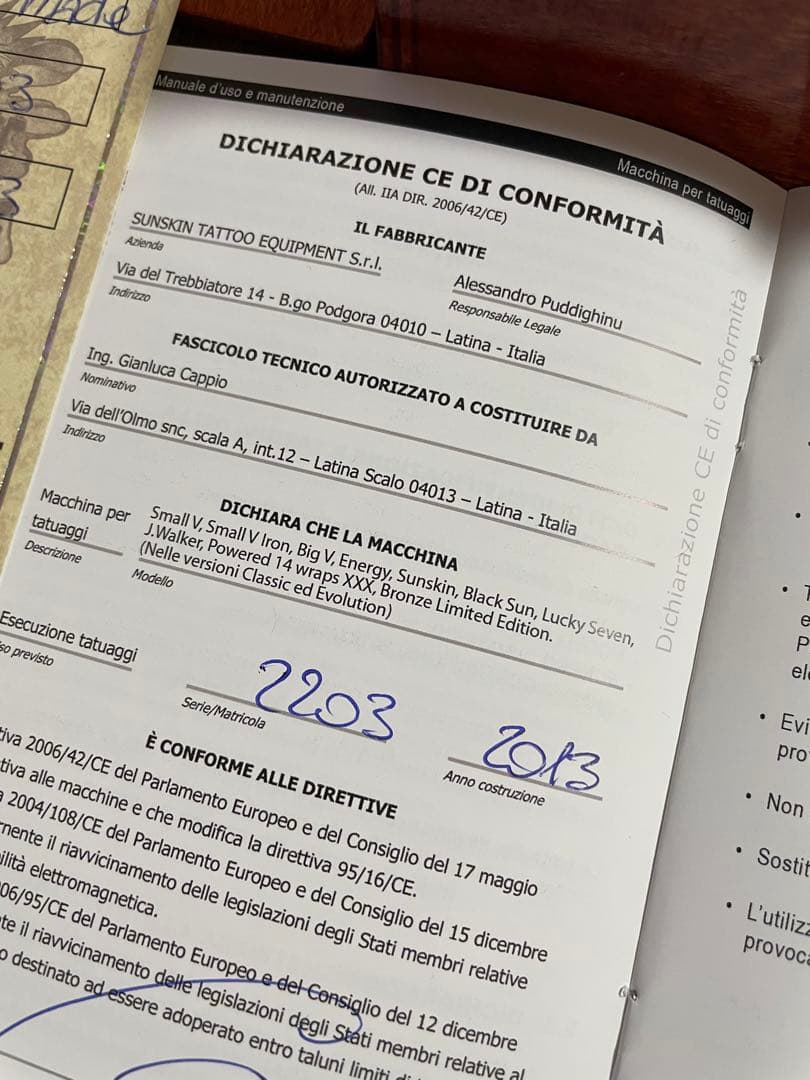 Manuale d'uso e manutenzione
Macchina per tatuaggi
DICHIARAZIONE CE DI CONFORMITÀ
(All. IIA DIR. 2006/42/CE)
IL FABBRICANTE
SUNSKIN TATTOO EQUIPMENT S.r.l.
Azienda
Alessandro Puddighinu
Responsabile Legale
Via del Trebbiatore 14 - B.go Podgora 04010 – Latina - Italia
Indirizzo
FASCICOLO TECNICO AUTORIZZATO A COSTITUIRE DA
Ing. Gianluca Cappio
Nominativo
Via dell'Olmo snc, scala A, int.12 – Latina Scalo 04013 – Latina - Italia
Indirizzo
DICHIARA CHE LA MACCHINA
Macchina per
tatuaggi
Descrizione
Small V, Small V Iron, Big V, Energy, Sunskin, Black Sun, Lucky Seven,
J.Walker, Powered 14 wraps XXX, Bronze Limited Edition.
(Nelle versioni Classic ed Evolution)
Modello
Esecuzione tatuaggi
so previsto
2203
Serie/Matricola
2013
Anno costruzione
È CONFORME ALLE DIRETTIVE
tiva 2006/42/CE del Parlamento Europeo e del Consiglio del 17 maggio
tiva alle macchine e che modifica la direttiva 95/16/CE.
a 2004/108/CE del Parlamento Europeo e del Consiglio del 15 dicembre
rnente il riavvicinamento delle legislazioni degli Stati membri relative
ilità elettromagnetica.
06/95/CE del Parlamento Europeo e del Consiglio del 12 dicembre
te il riavvicinamento delle legislazioni degli Stati membri relative al
o destinato ad essere adoperato entro taluni limiti di
Dichiarazione CE di conformità
3
3
• T
e
P
ele
• Evi
pro
• Non
• Sostit
• L'utilizz
provoca